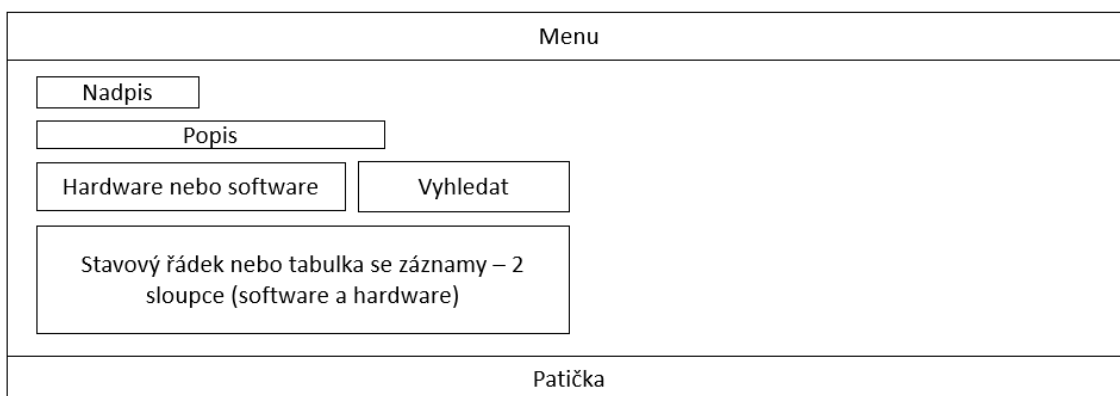 Menu
Nadpis
Popis
Hardware nebo software
Vyhledat
Stavový řádek nebo tabulka se záznamy – 2
sloupce (software a hardware)
Patička